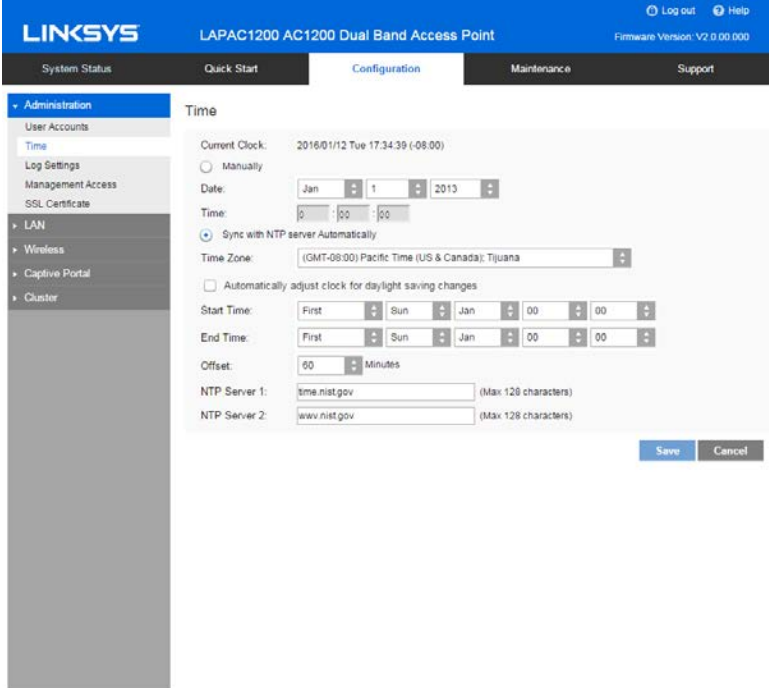 Log out Help
LINKSYS LAPAC1200 AC1200 Dual Band Access Point Firmware Version: V2.0.00.000
System Status Quick Start Configuration Maintenance Support
Administration
User Accounts
Time
Log Settings
Management Access
SSL Certificate
LAN
Wireless
Captive Portal
Cluster
Time
Current Clock: 2016/01/12 Tue 17:34:39 (-08:00)
Manually
Date: Jan 1 2013
Time: 0 : 00 : 00
Sync with NTP server Automatically
Time Zone: (GMT-08:00) Pacific Time (US & Canada); Tijuana
Automatically adjust clock for daylight saving changes
Start Time: First Sun Jan 00 00
End Time: First Sun Jan 00 00
Offset: 60 Minutes
NTP Server 1: time.nist.gov (Max 128 characters)
NTP Server 2: www.nist.gov (Max 128 characters)
Save Cancel